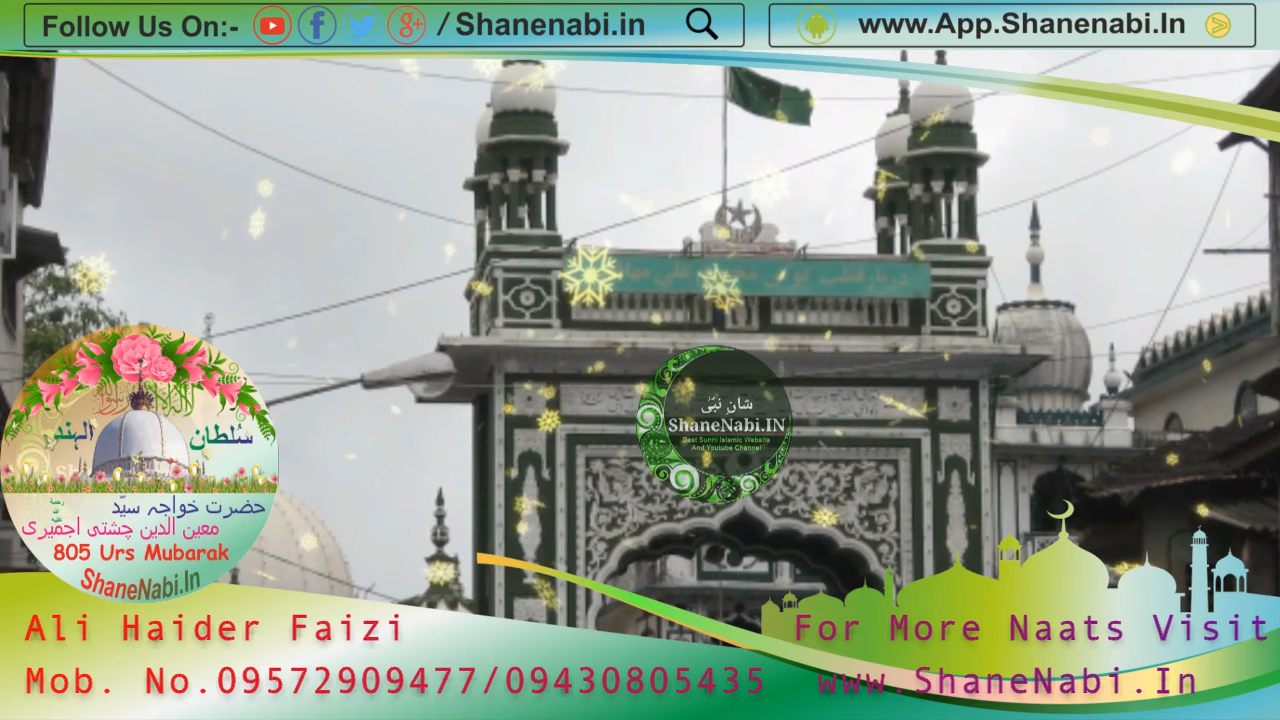 Follow Us On:- / Shanenabi.in
www.App.Shanenabi.In
شانِ نبیؐ
ShaneNabi.IN
Best Sunni Islamic Website
And Youtube Channel
سُلطان الہند
حضرت خواجہ سیّد
معین الدین چشتی اجمیری
805 Urs Mubarak
ShaneNabi.In
Ali Haider Faizi
For More Naats Visit
Mob. No.09572909477/09430805435
www.ShaneNabi.In